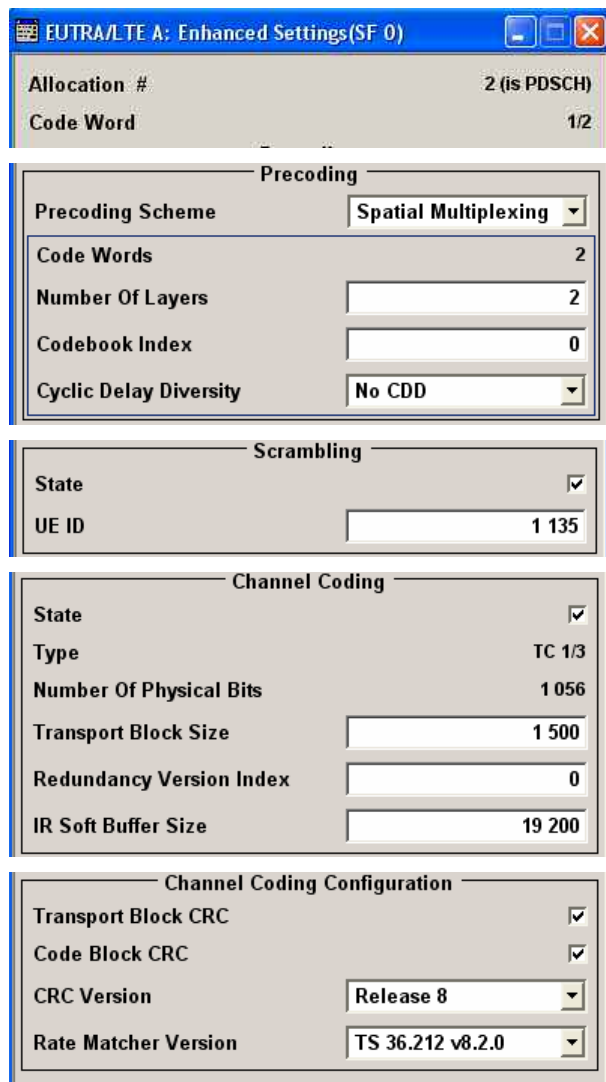 EUTRA/LTE A: Enhanced Settings(SF 0)
Allocation # 2 (is PDSCH)
Code Word 1/2
Precoding
Precoding Scheme Spatial Multiplexing
Code Words 2
Number Of Layers 2
Codebook Index 0
Cyclic Delay Diversity No CDD
Scrambling
State
UE ID 1 135
Channel Coding
State
Type TC 1/3
Number Of Physical Bits 1 056
Transport Block Size 1 500
Redundancy Version Index 0
IR Soft Buffer Size 19 200
Channel Coding Configuration
Transport Block CRC
Code Block CRC
CRC Version Release 8
Rate Matcher Version TS 36.212 v8.2.0